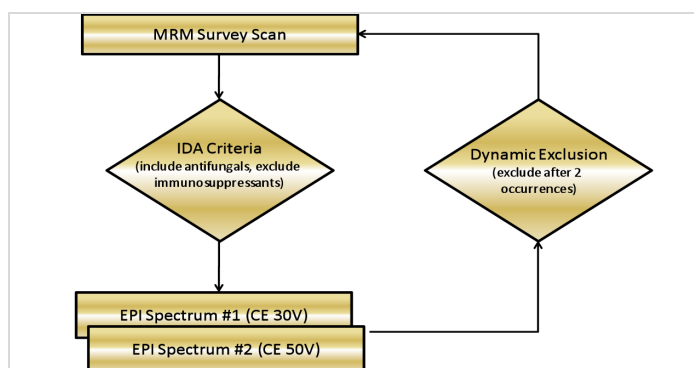 MRM Survey Scan
IDA Criteria
(include antifungals, exclude
immunosuppressants)
Dynamic Exclusion
(exclude after 2
occurrences)
EPI Spectrum #1 (CE 30V)
EPI Spectrum #2 (CE 50V)